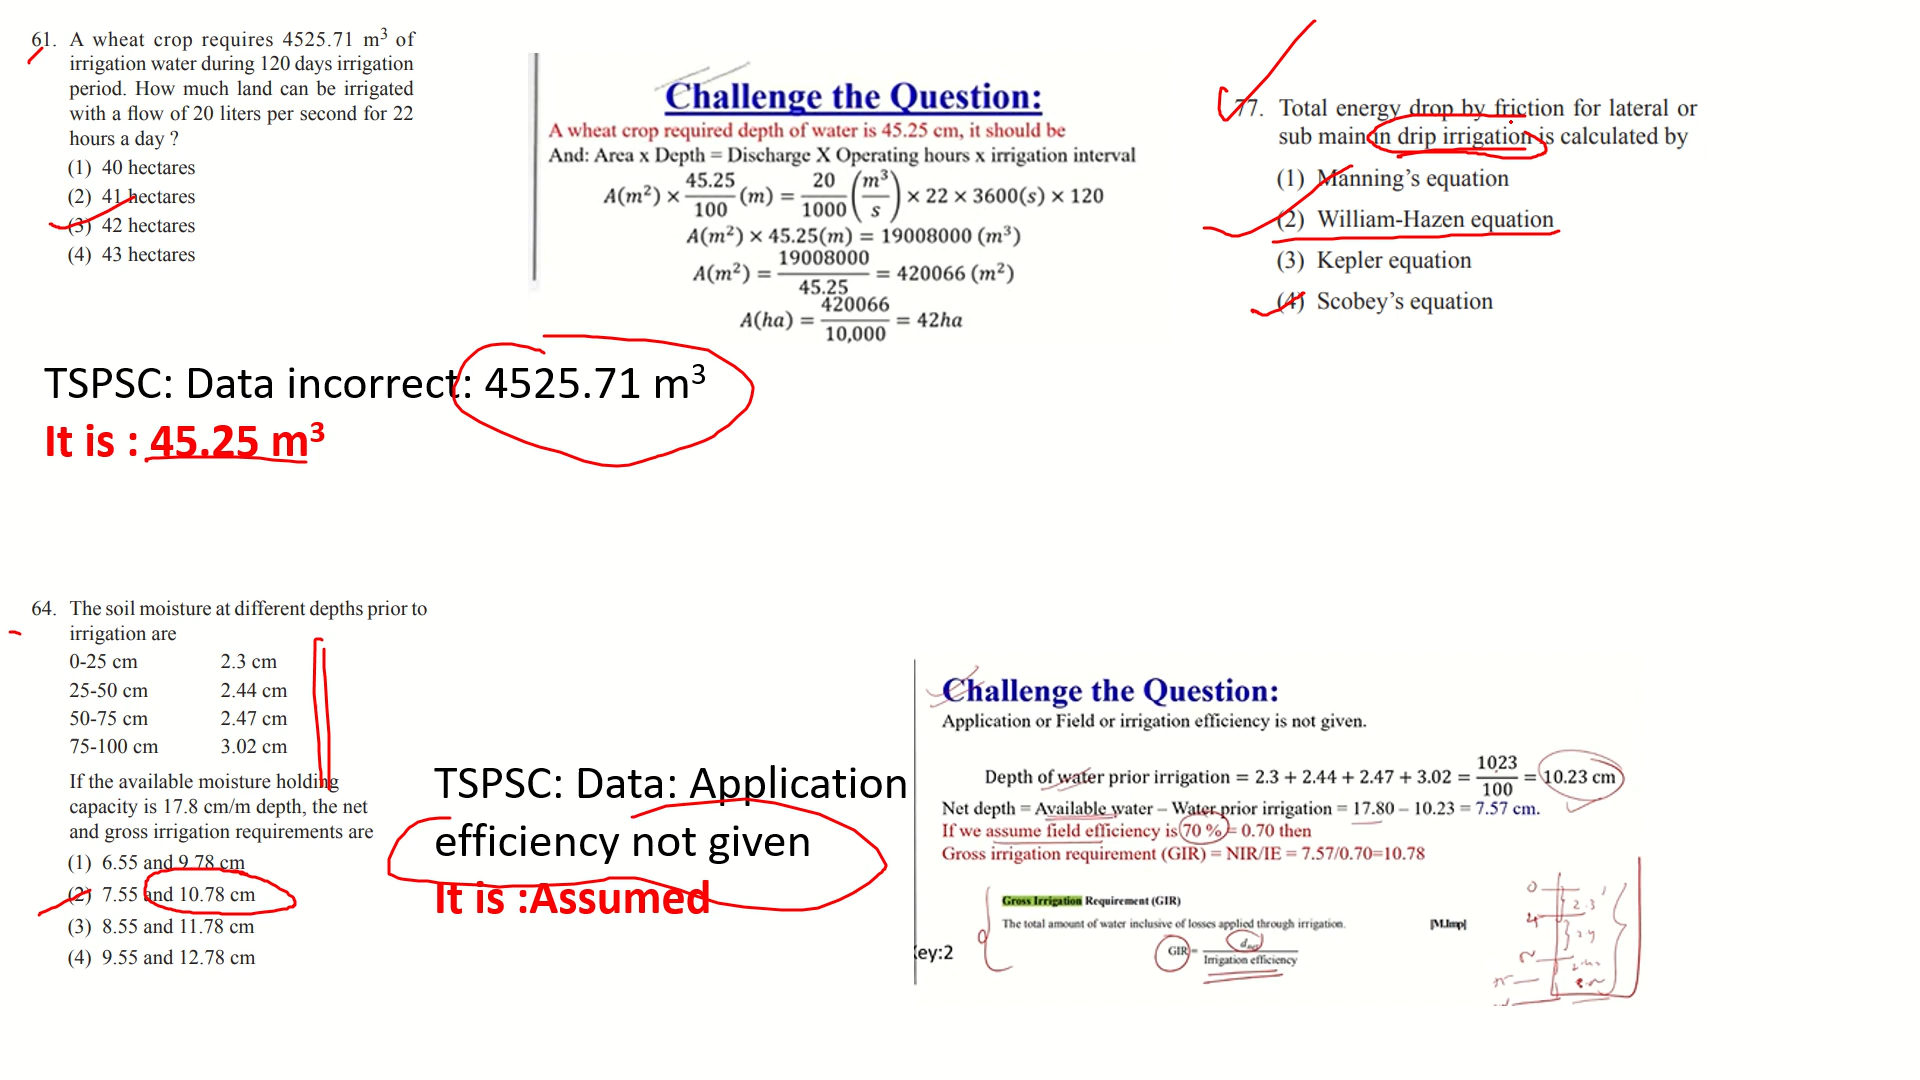 61. A wheat crop requires 4525.71 m³ of
irrigation water during 120 days irrigation
period. How much land can be irrigated
with a flow of 20 liters per second for 22
hours a day ?
(1) 40 hectares
(2) 41 hectares
(3) 42 hectares
(4) 43 hectares
Challenge the Question:
A wheat crop required depth of water is 45.25 cm, it should be
And: Area x Depth = Discharge X Operating hours x irrigation interval
A(m²) × 45.25/100 (m) = 20/1000 (m³/s) × 22 × 3600(s) × 120
A(m²) × 45.25(m) = 19008000 (m³)
A(m²) = 19008000/45.25 = 420066 (m²)
A(ha) = 420066/10,000 = 42ha
77. Total energy drop by friction for lateral or
sub main in drip irrigation is calculated by
(1) Manning's equation
(2) William-Hazen equation
(3) Kepler equation
(4) Scobey's equation
TSPSC: Data incorrect: 4525.71 m³
It is : 45.25 m³
64. The soil moisture at different depths prior to
irrigation are
0-25 cm 2.3 cm
25-50 cm 2.44 cm
50-75 cm 2.47 cm
75-100 cm 3.02 cm
If the available moisture holding
capacity is 17.8 cm/m depth, the net
and gross irrigation requirements are
(1) 6.55 and 9.78 cm
(2) 7.55 and 10.78 cm
(3) 8.55 and 11.78 cm
(4) 9.55 and 12.78 cm
TSPSC: Data: Application
efficiency not given
It is :Assumed
Challenge the Question:
Application or Field or irrigation efficiency is not given.
Depth of water prior irrigation = 2.3 + 2.44 + 2.47 + 3.02 = 1023/100 = 10.23 cm
Net depth = Available water – Water prior irrigation = 17.80 – 10.23 = 7.57 cm.
If we assume field efficiency is 70 % = 0.70 then
Gross irrigation requirement (GIR) = NIR/IE = 7.57/0.70=10.78
Gross Irrigation Requirement (GIR)
The total amount of water inclusive of losses applied through irrigation. [M.Imp]
GIR = / Irrigation efficiency
ey:2
0
2.3